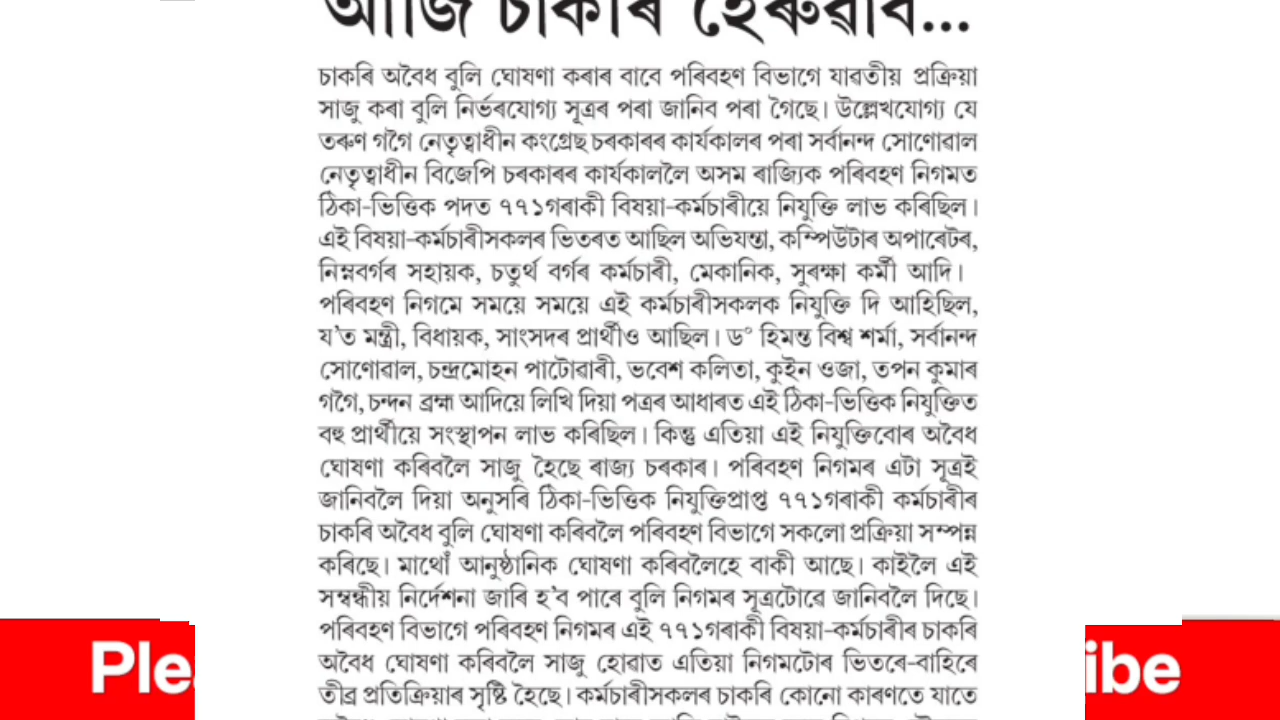 আজি চাকৰি হেৰুৱাব...
চাকৰি অবৈধ বুলি ঘোষণা কৰাৰ বাবে পৰিবহণ বিভাগে যাৱতীয় প্ৰক্ৰিয়া
সাজু কৰা বুলি নিৰ্ভৰযোগ্য সূত্ৰৰ পৰা জানিব পৰা গৈছে। উল্লেখযোগ্য যে
তৰুণ গগৈ নেতৃত্বাধীন কংগ্ৰেছ চৰকাৰৰ কাৰ্যকালৰ পৰা সৰ্বানন্দ সোণোৱাল
নেতৃত্বাধীন বিজেপি চৰকাৰৰ কাৰ্যকাললৈ অসম ৰাজ্যিক পৰিবহণ নিগমত
ঠিকা-ভিত্তিক পদত ৭৭১গৰাকী বিষয়া-কৰ্মচাৰীয়ে নিযুক্তি লাভ কৰিছিল।
এই বিষয়া-কৰ্মচাৰীসকলৰ ভিতৰত আছিল অভিযন্তা, কম্পিউটাৰ অপাৰেটৰ,
নিম্নবৰ্গৰ সহায়ক, চতুৰ্থ বৰ্গৰ কৰ্মচাৰী, মেকানিক, সুৰক্ষা কৰ্মী আদি।
পৰিবহণ নিগমে সময়ে সময়ে এই কৰ্মচাৰীসকলক নিযুক্তি দি আহিছিল,
য'ত মন্ত্ৰী, বিধায়ক, সাংসদৰ প্ৰাৰ্থীও আছিল। ড° হিমন্ত বিশ্ব শৰ্মা, সৰ্বানন্দ
সোণোৱাল, চন্দ্ৰমোহন পাটোৱাৰী, ভবেশ কলিতা, কুইন ওজা, তপন কুমাৰ
গগৈ, চন্দন ব্ৰহ্ম আদিয়ে লিখি দিয়া পত্ৰৰ আধাৰত এই ঠিকা-ভিত্তিক নিযুক্তিত
বহু প্ৰাৰ্থীয়ে সংস্থাপন লাভ কৰিছিল। কিন্তু এতিয়া এই নিযুক্তিবোৰ অবৈধ
ঘোষণা কৰিবলৈ সাজু হৈছে ৰাজ্য চৰকাৰ। পৰিবহণ নিগমৰ এটা সূত্ৰই
জানিবলৈ দিয়া অনুসৰি ঠিকা-ভিত্তিক নিযুক্তিপ্ৰাপ্ত ৭৭১গৰাকী কৰ্মচাৰীৰ
চাকৰি অবৈধ বুলি ঘোষণা কৰিবলৈ পৰিবহণ বিভাগে সকলো প্ৰক্ৰিয়া সম্পন্ন
কৰিছে। মাথোঁ আনুষ্ঠানিক ঘোষণা কৰিবলৈহে বাকী আছে। কাইলৈ এই
সম্বন্ধীয় নিৰ্দেশনা জাৰি হ'ব পাৰে বুলি নিগমৰ সূত্ৰটোৱে জানিবলৈ দিছে।
পৰিবহণ বিভাগে পৰিবহণ নিগমৰ এই ৭৭১গৰাকী বিষয়া-কৰ্মচাৰীৰ চাকৰি
অবৈধ ঘোষণা কৰিবলৈ সাজু হোৱাত এতিয়া নিগমটোৰ ভিতৰে-বাহিৰে
তীব্ৰ প্ৰতিক্ৰিয়াৰ সৃষ্টি হৈছে। কৰ্মচাৰীসকলৰ চাকৰি কোনো কাৰণতে যাতে
Ple
ibe